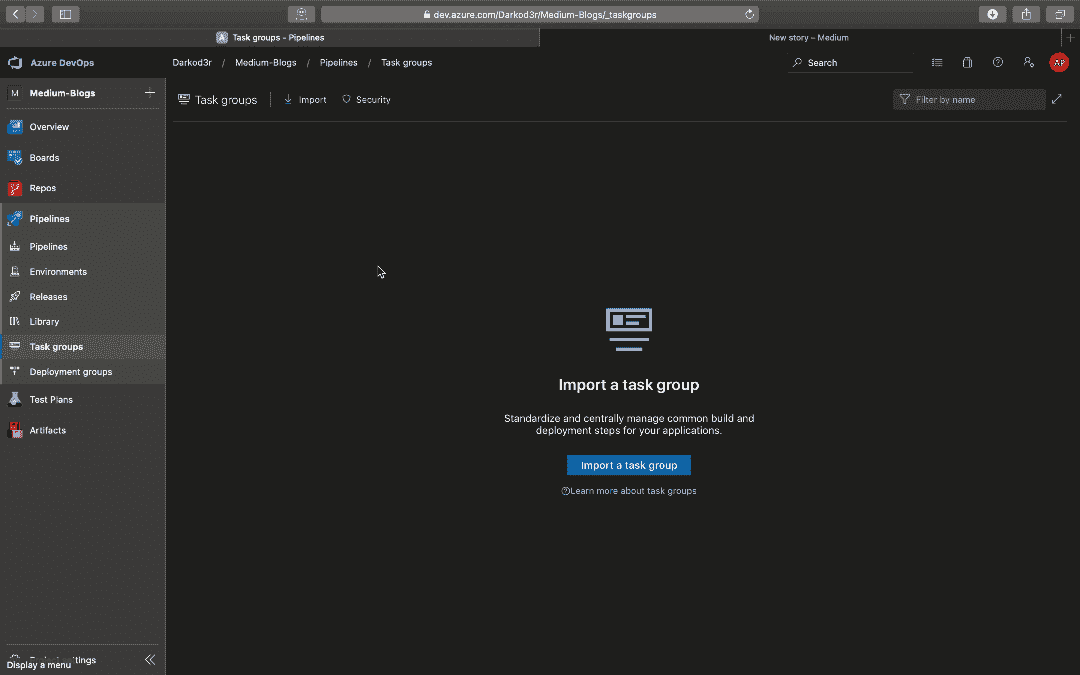 dev.azure.com/Darkod3r/Medium-Blogs/_taskgroups
Task groups - Pipelines
New story – Medium
Azure DevOps
Darkod3r / Medium-Blogs / Pipelines / Task groups
Search
AP
M Medium-Blogs
Task groups
Import
Security
Filter by name
Overview
Boards
Repos
Pipelines
Pipelines
Environments
Releases
Library
Task groups
Deployment groups
Test Plans
Artifacts
Import a task group
Standardize and centrally manage common build and
deployment steps for your applications.
Import a task group
Learn more about task groups
Display a menu